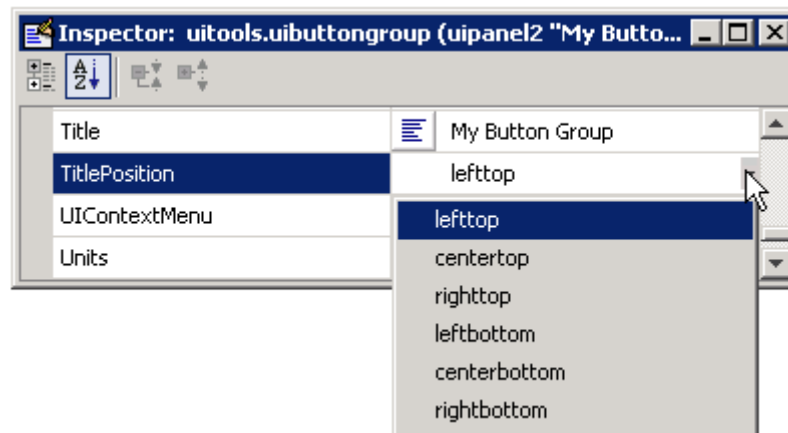 Inspector: uitools.uibuttongroup (uipanel2 "My Butto...
A
Z
Title My Button Group
TitlePosition lefttop
UIContextMenu
lefttop
Units
centertop
righttop
leftbottom
centerbottom
rightbottom